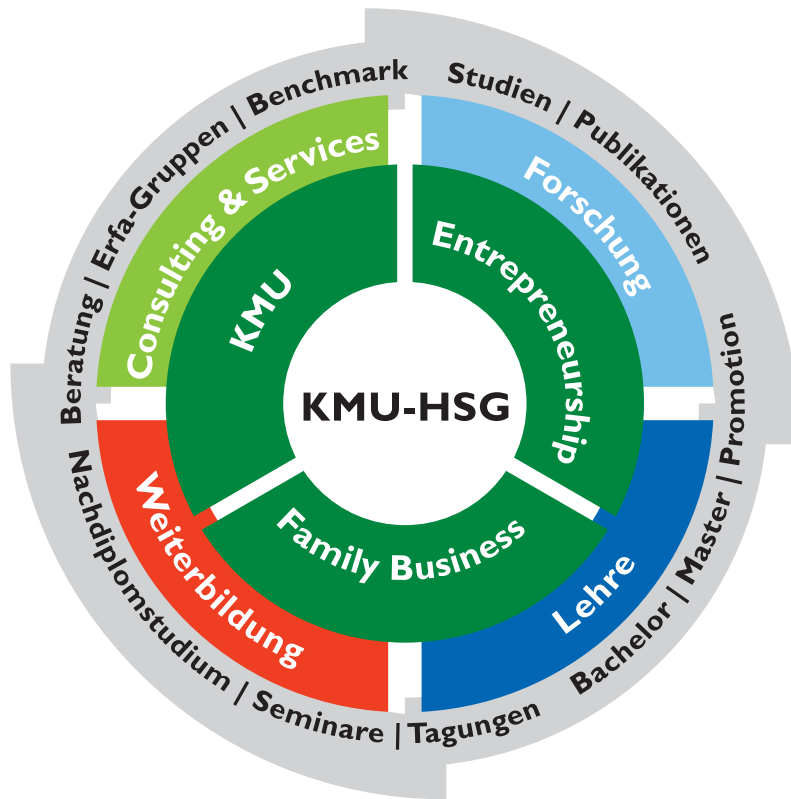 Beratung | Erfa-Gruppen | Benchmark
Studien | Publikationen
Consulting & Services
Forschung
KMU
Entrepreneurship
KMU-HSG
Family Business
Weiterbildung
Lehre
Nachdiplomstudium | Seminare | Tagungen
Bachelor | Master | Promotion